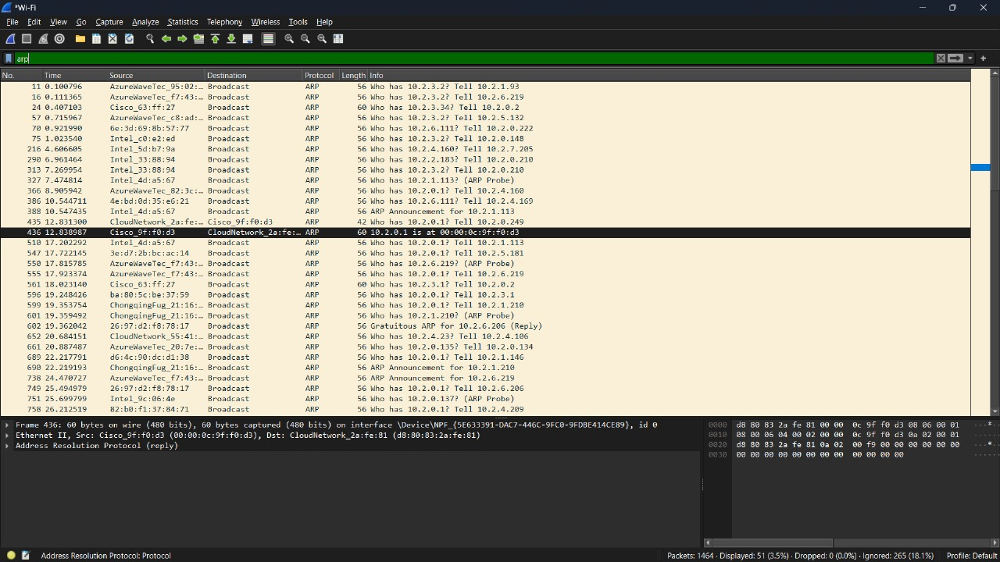 *Wi-Fi
File Edit View Go Capture Analyze Statistics Telephony Wireless Tools Help
arp
No. Time Source Destination Protocol Length Info
11 0.100796 AzureWaveTec_95:02:… Broadcast ARP 56 Who has 10.2.3.2? Tell 10.2.1.93
16 0.111365 AzureWaveTec_f7:43:… Broadcast ARP 56 Who has 10.2.3.2? Tell 10.2.6.219
24 0.407103 Cisco_63:ff:27 Broadcast ARP 60 Who has 10.2.3.34? Tell 10.2.0.2
57 0.715967 AzureWaveTec_c8:ad:… Broadcast ARP 56 Who has 10.2.3.2? Tell 10.2.5.132
70 0.921990 6e:3d:69:8b:57:77 Broadcast ARP 56 Who has 10.2.6.111? Tell 10.2.0.222
75 1.023540 Intel_c0:e2:ed Broadcast ARP 56 Who has 10.2.3.2? Tell 10.2.0.148
216 4.606605 Intel_5d:b7:9a Broadcast ARP 56 Who has 10.2.4.160? Tell 10.2.7.205
290 6.961464 Intel_33:88:94 Broadcast ARP 56 Who has 10.2.2.183? Tell 10.2.0.210
313 7.269954 Intel_33:88:94 Broadcast ARP 56 Who has 10.2.3.2? Tell 10.2.0.210
327 7.474814 Intel_4d:a5:67 Broadcast ARP 56 Who has 10.2.1.113? (ARP Probe)
366 8.905942 AzureWaveTec_82:3c:… Broadcast ARP 56 Who has 10.2.0.1? Tell 10.2.4.160
386 10.544711 4e:bd:0d:35:e6:21 Broadcast ARP 56 Who has 10.2.6.111? Tell 10.2.4.169
388 10.547435 Intel_4d:a5:67 Broadcast ARP 56 ARP Announcement for 10.2.1.113
435 12.831300 CloudNetwork_2a:fe:… Cisco_9f:f0:d3 ARP 42 Who has 10.2.0.1? Tell 10.2.0.249
436 12.838987 Cisco_9f:f0:d3 CloudNetwork_2a:fe:… ARP 60 10.2.0.1 is at 00:00:0c:9f:f0:d3
510 17.202292 Intel_4d:a5:67 Broadcast ARP 56 Who has 10.2.0.1? Tell 10.2.1.113
547 17.722145 3e:d7:2b:bc:ac:14 Broadcast ARP 56 Who has 10.2.0.1? Tell 10.2.5.181
550 17.815785 AzureWaveTec_f7:43:… Broadcast ARP 56 Who has 10.2.6.219? (ARP Probe)
555 17.923374 AzureWaveTec_f7:43:… Broadcast ARP 56 Who has 10.2.0.1? Tell 10.2.6.219
561 18.023140 Cisco_63:ff:27 Broadcast ARP 60 Who has 10.2.3.1? Tell 10.2.0.2
596 19.248426 ba:80:5c:be:37:59 Broadcast ARP 56 Who has 10.2.0.1? Tell 10.2.3.1
599 19.353754 ChongqingFug_21:16:… Broadcast ARP 56 Who has 10.2.0.1? Tell 10.2.1.210
601 19.359492 ChongqingFug_21:16:… Broadcast ARP 56 Who has 10.2.1.210? (ARP Probe)
602 19.362042 26:97:d2:f8:78:17 Broadcast ARP 56 Gratuitous ARP for 10.2.6.206 (Reply)
652 20.684151 CloudNetwork_55:41:… Broadcast ARP 56 Who has 10.2.4.23? Tell 10.2.4.106
661 20.887487 AzureWaveTec_20:7e:… Broadcast ARP 56 Who has 10.2.0.135? Tell 10.2.0.134
689 22.217791 d6:4c:90:dc:d1:38 Broadcast ARP 56 Who has 10.2.0.1? Tell 10.2.1.146
690 22.219193 ChongqingFug_21:16:… Broadcast ARP 56 ARP Announcement for 10.2.1.210
738 24.470727 AzureWaveTec_f7:43:… Broadcast ARP 56 ARP Announcement for 10.2.6.219
749 25.494979 26:97:d2:f8:78:17 Broadcast ARP 56 Who has 10.2.0.1? Tell 10.2.6.206
751 25.699799 Intel_9c:06:4e Broadcast ARP 56 Who has 10.2.0.137? (ARP Probe)
758 26.212519 82:b0:f1:37:84:71 Broadcast ARP 56 Who has 10.2.0.1? Tell 10.2.4.209
Frame 436: 60 bytes on wire (480 bits), 60 bytes captured (480 bits) on interface \Device\NPF_{5E633391-DAC7-446C-9FC0-9FDBE414CE89}, id 0
Ethernet II, Src: Cisco_9f:f0:d3 (00:00:0c:9f:f0:d3), Dst: CloudNetwork_2a:fe:81 (d8:80:83:2a:fe:81)
Address Resolution Protocol (reply)
0000 d8 80 83 2a fe 81 00 00 0c 9f f0 d3 08 06 00 01 ···*··
0010 08 00 06 04 00 02 00 00 0c 9f f0 d3 0a 02 00 01 ······
0020 d8 80 83 2a fe 81 0a 02 00 f9 00 00 00 00 00 00 ···*··
0030 00 00 00 00 00 00 00 00 00 00 00 00 ······
Address Resolution Protocol: Protocol
Packets: 1464 · Displayed: 51 (3.5%) · Dropped: 0 (0.0%) · Ignored: 265 (18.1%)
Profile: Default